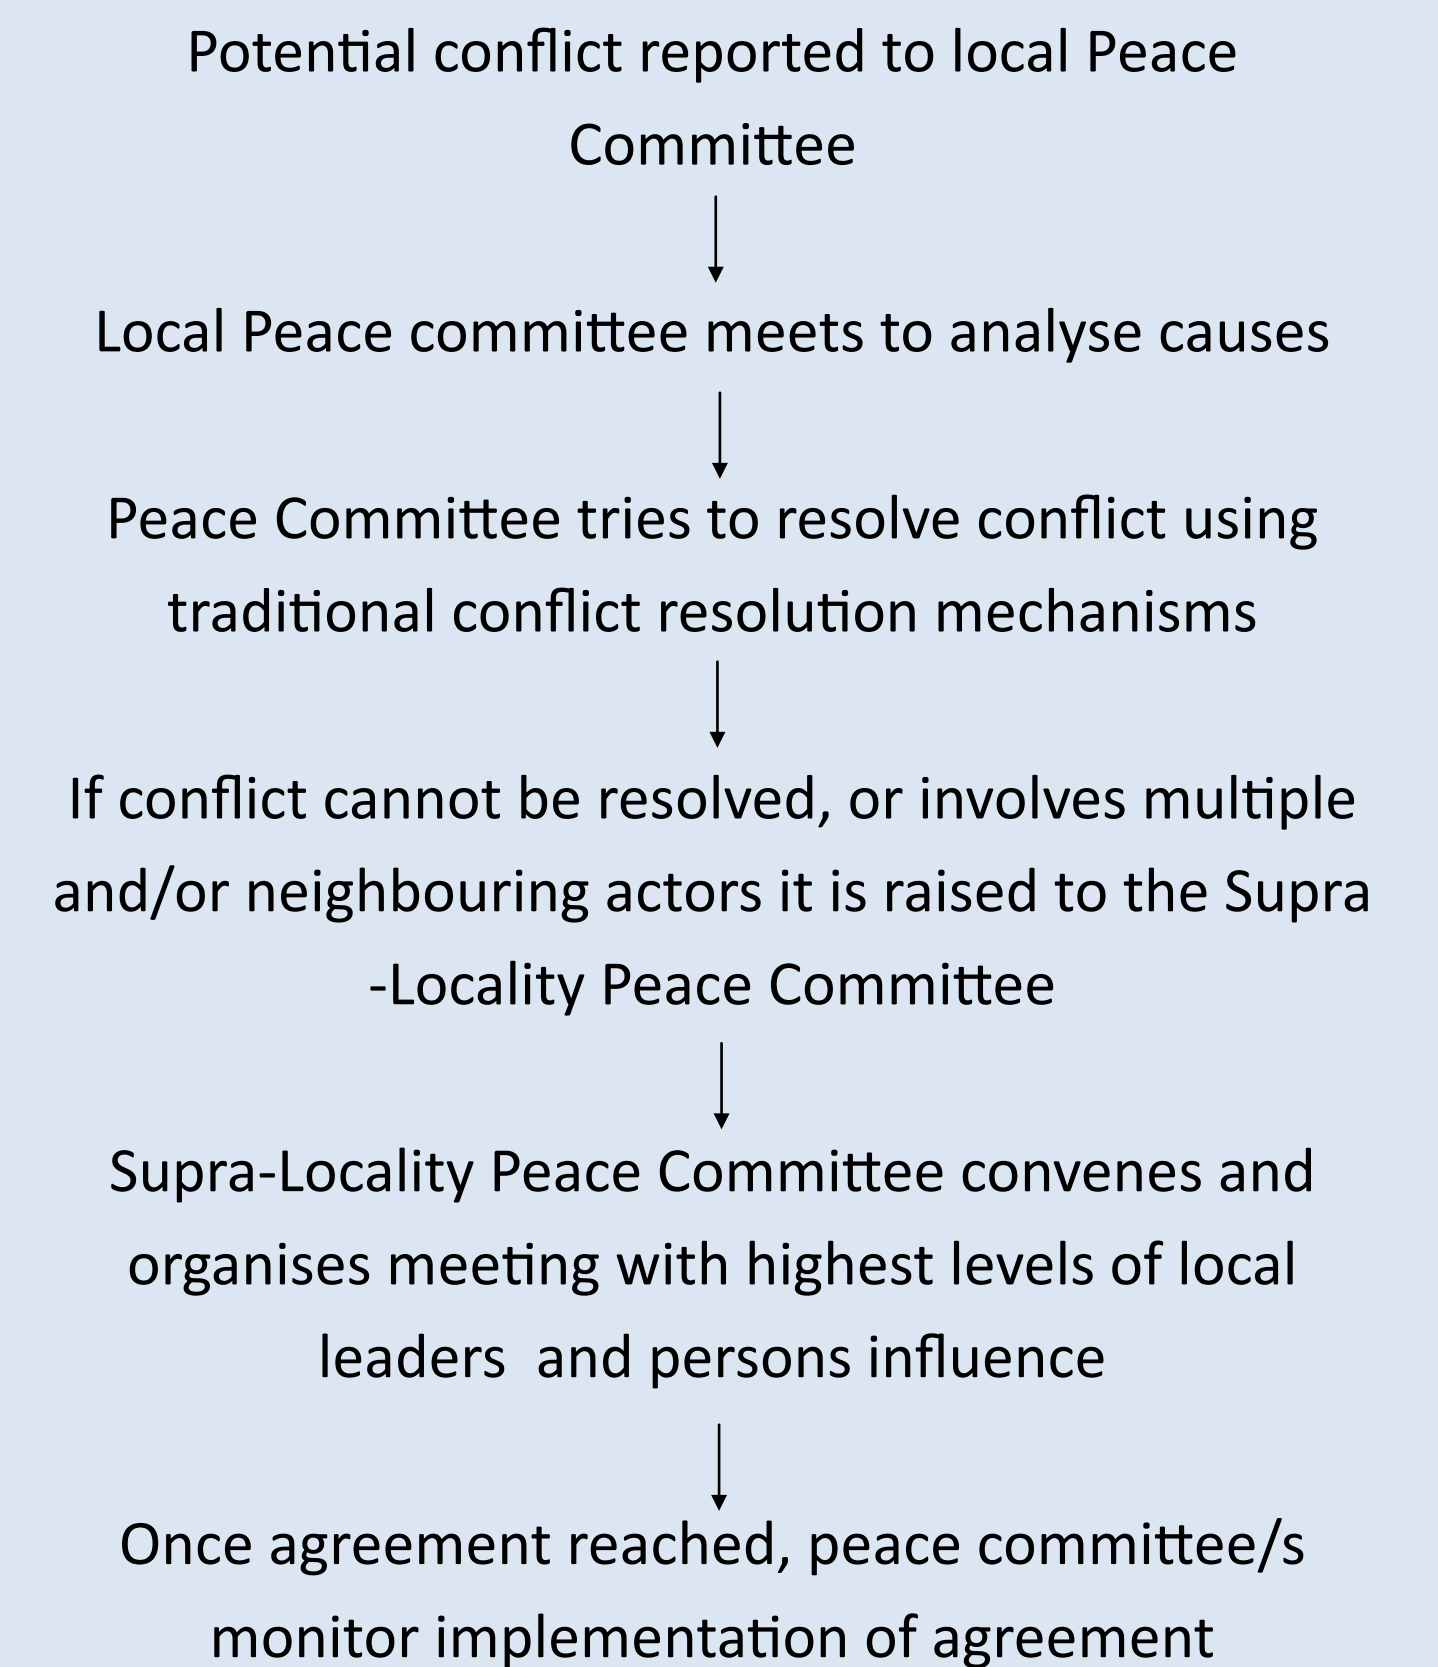 Potential conflict reported to local Peace
Committee
Local Peace committee meets to analyse causes
Peace Committee tries to resolve conflict using
traditional conflict resolution mechanisms
If conflict cannot be resolved, or involves multiple
and/or neighbouring actors it is raised to the Supra
-Locality Peace Committee
Supra-Locality Peace Committee convenes and
organises meeting with highest levels of local
leaders  and persons influence
Once agreement reached, peace committee/s
monitor implementation of agreement